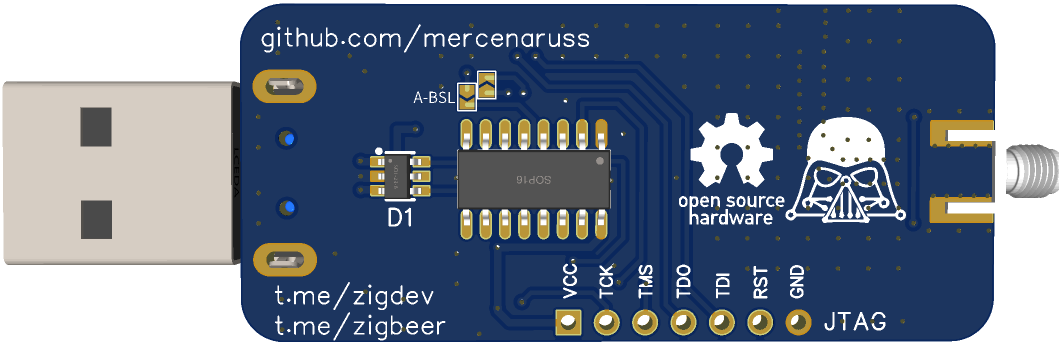 github.com/mercenaruss
A-BSL
SOP16
D1
open source
hardware
VCC
TCK
TMS
TDO
TDI
RST
GND
JTAG
t.me/zigdev
t.me/zigbeer